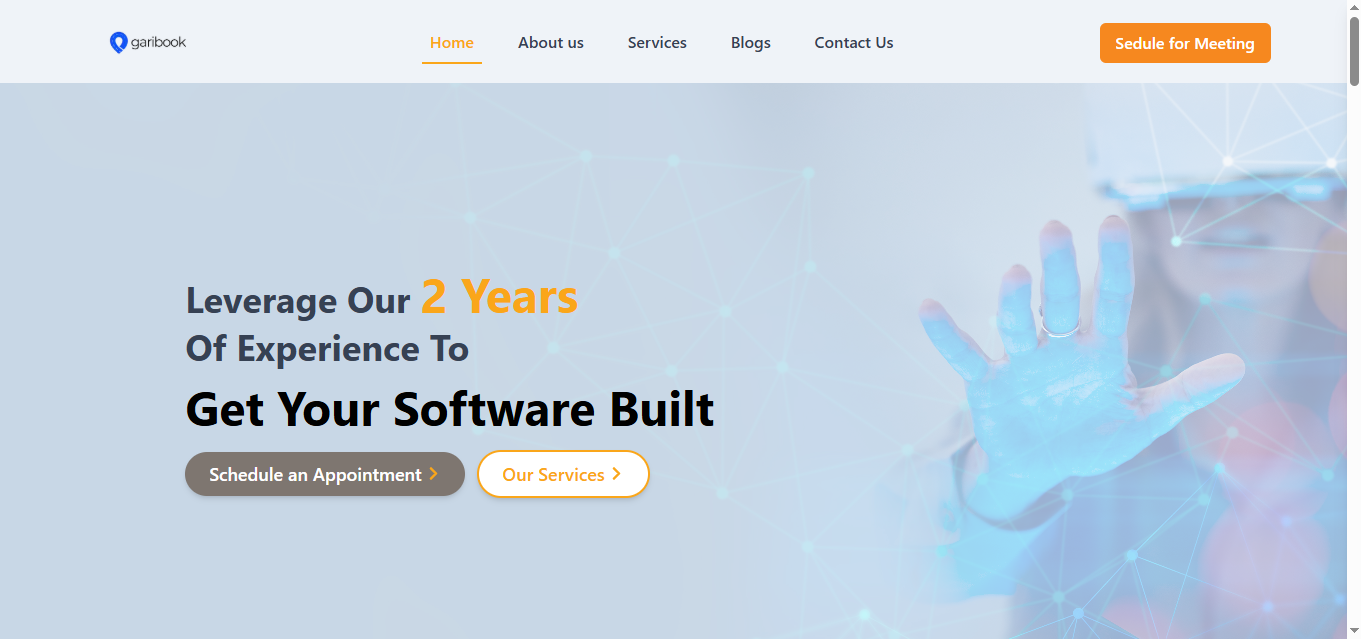 garibook
Home
About us
Services
Blogs
Contact Us
Sedule for Meeting
Leverage Our 2 Years
Of Experience To
Get Your Software Built
Schedule an Appointment
Our Services